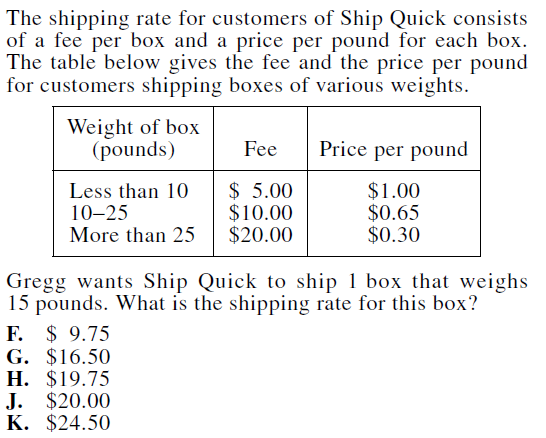 The shipping rate for customers of Ship Quick consists
of a fee per box and a price per pound for each box.
The table below gives the fee and the price per pound
for customers shipping boxes of various weights.
Weight of box
(pounds) Fee Price per pound
Less than 10 $ 5.00 $1.00
10–25 $10.00 $0.65
More than 25 $20.00 $0.30
Gregg wants Ship Quick to ship 1 box that weighs
15 pounds. What is the shipping rate for this box?
F. $ 9.75
G. $16.50
H. $19.75
J. $20.00
K. $24.50